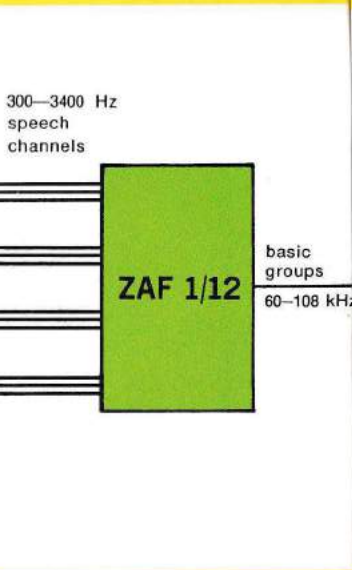 300—3400 Hz
speech
channels
ZAF 1/12
basic
groups
60–108 kHz